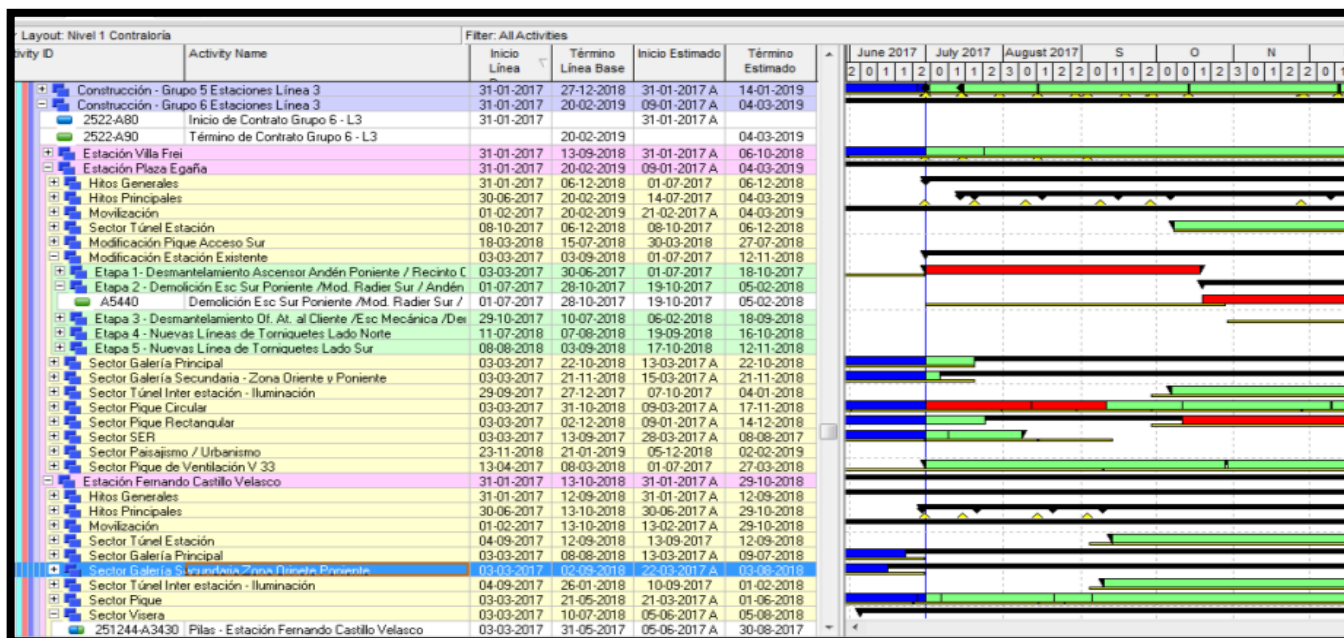 Layout: Nivel 1 Contraloría Filter: All Activities
tivity ID Activity Name Inicio Línea Término Línea Base Inicio Estimado Término Estimado June 2017 July 2017 August 2017 S O N
Construcción - Grupo 5 Estaciones Línea 3 31-01-2017 27-12-2018 31-01-2017 A 14-01-2019
Construcción - Grupo 6 Estaciones Línea 3 31-01-2017 20-02-2019 09-01-2017 A 04-03-2019
2522-A80 Inicio de Contrato Grupo 6 - L3 31-01-2017 31-01-2017 A
2522-A90 Término de Contrato Grupo 6 - L3 20-02-2019 04-03-2019
Estación Villa Frei 31-01-2017 13-09-2018 31-01-2017 A 06-10-2018
Estación Plaza Egaña 31-01-2017 20-02-2019 09-01-2017 A 04-03-2019
Hitos Generales 31-01-2017 06-12-2018 01-07-2017 06-12-2018
Hitos Principales 30-06-2017 20-02-2019 14-07-2017 04-03-2019
Movilización 01-02-2017 20-02-2019 21-02-2017 A 04-03-2019
Sector Túnel Estación 08-10-2017 06-12-2018 08-10-2017 06-12-2018
Modificación Pique Acceso Sur 18-03-2018 15-07-2018 30-03-2018 27-07-2018
Modificación Estación Existente 03-03-2017 03-09-2018 01-07-2017 12-11-2018
Etapa 1- Desmantelamiento Ascensor Andén Poniente / Recinto 03-03-2017 30-06-2017 01-07-2017 18-10-2017
Etapa 2 - Demolición Esc Sur Poniente /Mod. Radier Sur / Andén 01-07-2017 28-10-2017 19-10-2017 05-02-2018
A5440 Demolición Esc Sur Poniente /Mod. Radier Sur / 01-07-2017 28-10-2017 19-10-2017 05-02-2018
Etapa 3 - Desmantelamiento Of. At. al Cliente /Esc Mecánica /De 29-10-2017 10-07-2018 06-02-2018 18-09-2018
Etapa 4 - Nuevas Líneas de Torniquetes Lado Norte 11-07-2018 07-08-2018 19-09-2018 16-10-2018
Etapa 5 - Nuevas Línea de Torniquetes Lado Sur 08-08-2018 03-09-2018 17-10-2018 12-11-2018
Sector Galería Principal 03-03-2017 22-10-2018 13-03-2017 A 22-10-2018
Sector Galería Secundaria - Zona Oriente y Poniente 03-03-2017 21-11-2018 15-03-2017 A 21-11-2018
Sector Túnel Inter estación - Iluminación 29-09-2017 27-12-2017 07-10-2017 04-01-2018
Sector Pique Circular 03-03-2017 31-10-2018 09-03-2017 A 17-11-2018
Sector Pique Rectangular 03-03-2017 02-12-2018 09-01-2017 A 14-12-2018
Sector SER 03-03-2017 13-09-2017 28-03-2017 A 08-08-2017
Sector Paisajismo / Urbanismo 23-11-2018 21-01-2019 05-12-2018 02-02-2019
Sector Pique de Ventilación V 33 13-04-2017 08-03-2018 01-07-2017 27-03-2018
Estación Fernando Castillo Velasco 31-01-2017 13-10-2018 31-01-2017 A 29-10-2018
Hitos Generales 31-01-2017 12-09-2018 31-01-2017 A 12-09-2018
Hitos Principales 30-06-2017 13-10-2018 30-06-2017 A 29-10-2018
Movilización 01-02-2017 13-10-2018 13-02-2017 A 29-10-2018
Sector Túnel Estación 04-09-2017 12-09-2018 13-09-2017 12-09-2018
Sector Galería Principal 03-03-2017 08-08-2018 13-03-2017 A 09-07-2018
Sector Galería Secundaria Zona Orinete Poniente 03-03-2017 02-09-2018 22-03-2017 A 03-08-2018
Sector Túnel Inter estación - Iluminación 04-09-2017 26-01-2018 10-09-2017 01-02-2018
Sector Pique 03-03-2017 21-05-2018 21-03-2017 A 01-06-2018
Sector Visera 03-03-2017 10-07-2018 05-06-2017 A 05-08-2018
251244-A3430 Pilas - Estación Fernando Castillo Velasco 03-03-2017 31-05-2017 05-06-2017 A 30-08-2017